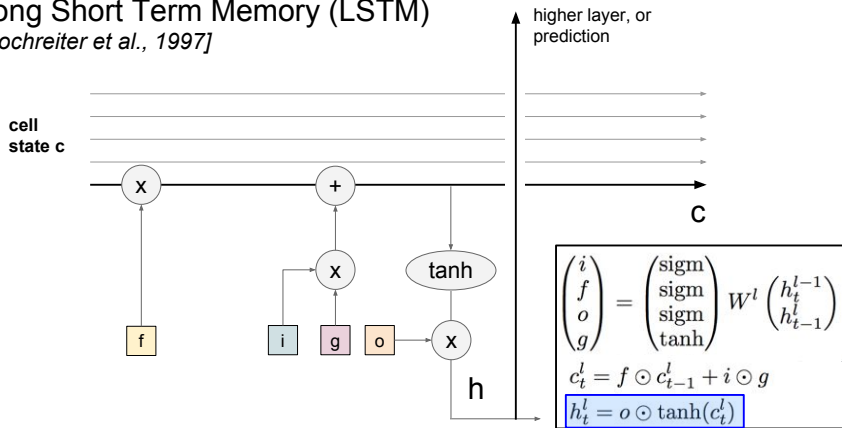 ong Short Term Memory (LSTM)
ochreiter et al., 1997]
higher layer, or
prediction
cell
state c
x
+
c
x
tanh
f
i
g
o
x
h
(i f o g) = (sigm sigm sigm tanh) W^l (h_t^{l-1} h_{t-1}^l)
c_t^l = f ⊙ c_{t-1}^l + i ⊙ g
h_t^l = o ⊙ tanh(c_t^l)